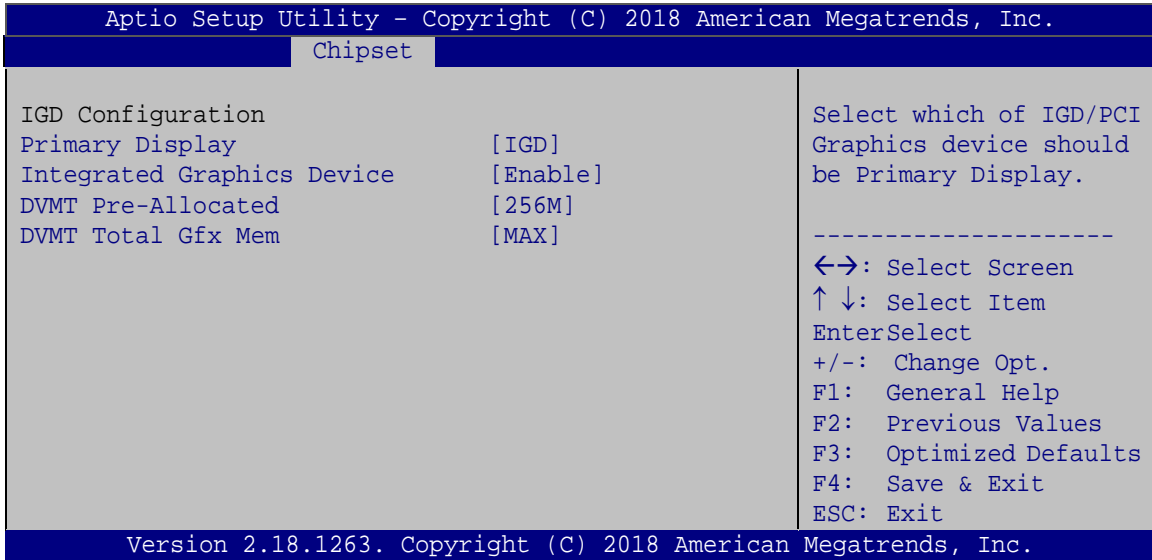 Aptio Setup Utility – Copyright (C) 2018 American Megatrends, Inc.
Chipset
IGD Configuration
Primary Display [IGD]
Integrated Graphics Device [Enable]
DVMT Pre-Allocated [256M]
DVMT Total Gfx Mem [MAX]
Select which of IGD/PCI
Graphics device should
be Primary Display.
---------------------
←→: Select Screen
↑ ↓: Select Item
EnterSelect
+/-: Change Opt.
F1: General Help
F2: Previous Values
F3: Optimized Defaults
F4: Save & Exit
ESC: Exit
Version 2.18.1263. Copyright (C) 2018 American Megatrends, Inc.